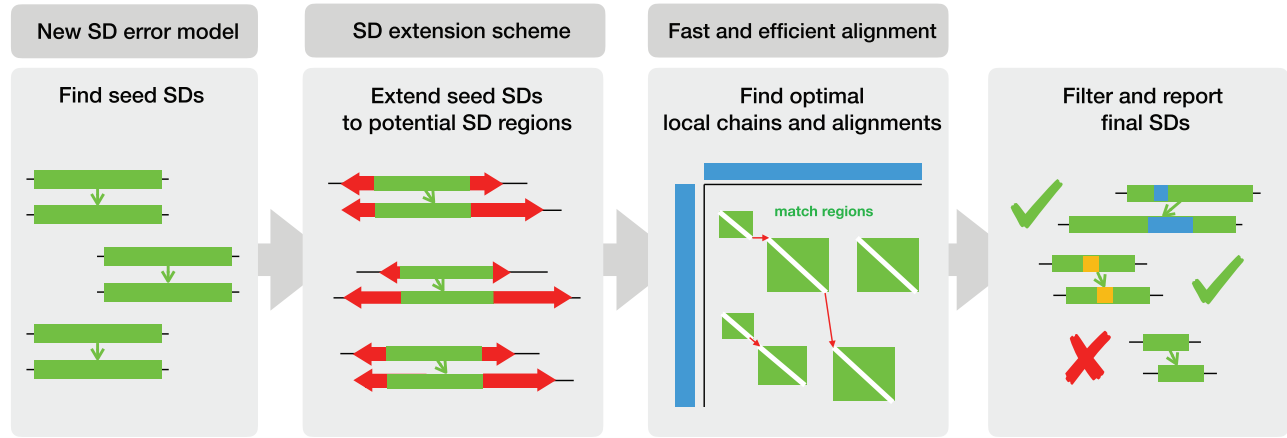 New SD error model
SD extension scheme
Fast and efficient alignment
Find seed SDs
Extend seed SDs
to potential SD regions
Find optimal
local chains and alignments
match regions
Filter and report
final SDs